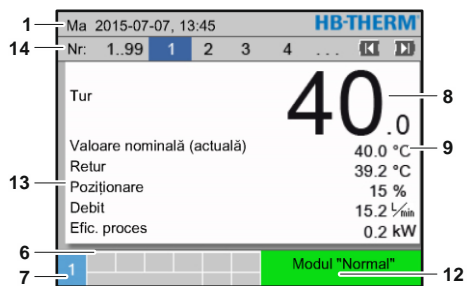 1 Ma 2015-07-07, 13:45 HB-THERM
14 Nr: 1..99 1 2 3 4 ...
Tur 40.0 8
Valoare nominală (actuală) 40.0 °C 9
Retur 39.2 °C
13 Poziționare 15 %
Debit 15.2 L/min
Efic. proces 0.2 kW
6
7 1 Modul "Normal" 12